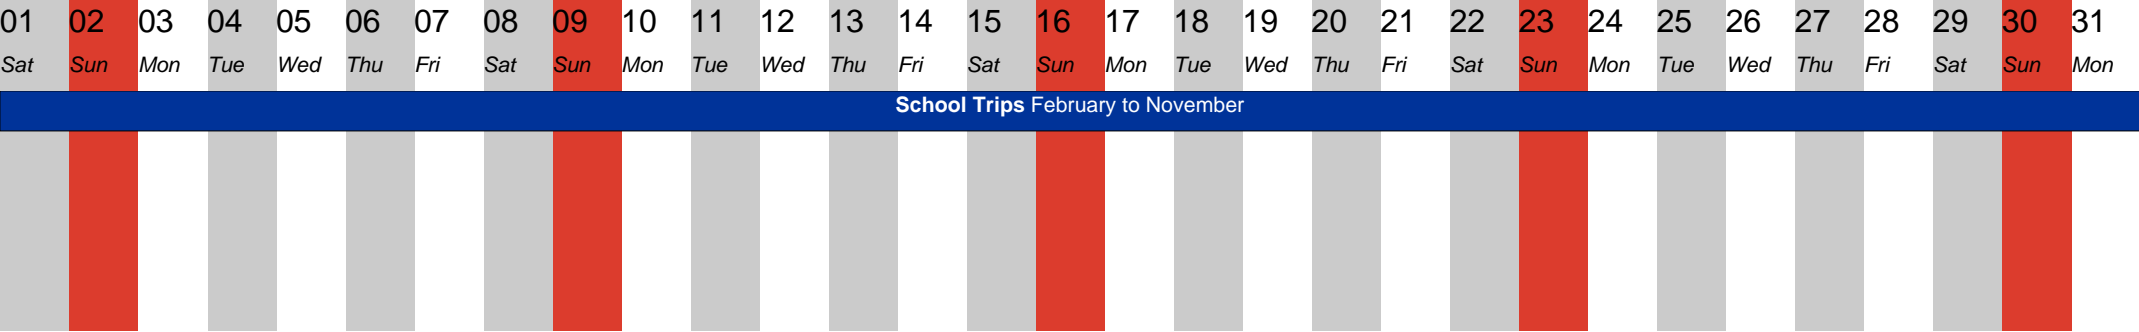 01 02 03 04 05 06 07 08 09 10 11 12 13 14 15 16 17 18 19 20 21 22 23 24 25 26 27 28 29 30 31
Sat Sun Mon Tue Wed Thu Fri Sat Sun Mon Tue Wed Thu Fri Sat Sun Mon Tue Wed Thu Fri Sat Sun Mon Tue Wed Thu Fri Sat Sun Mon
School Trips February to November